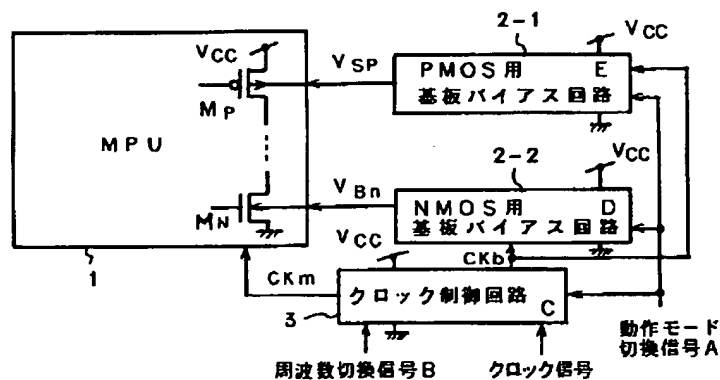 2-1
VCC
VCC
VSP
PMOS用 E
基板バイアス回路
MP
MPU
2-2
VCC
VBn
NMOS用 D
基板バイアス回路
MN
VCC
CKb
1
CKm
クロック制御回路
C
3
動作モード
切換信号A
周波数切換信号B
クロック信号